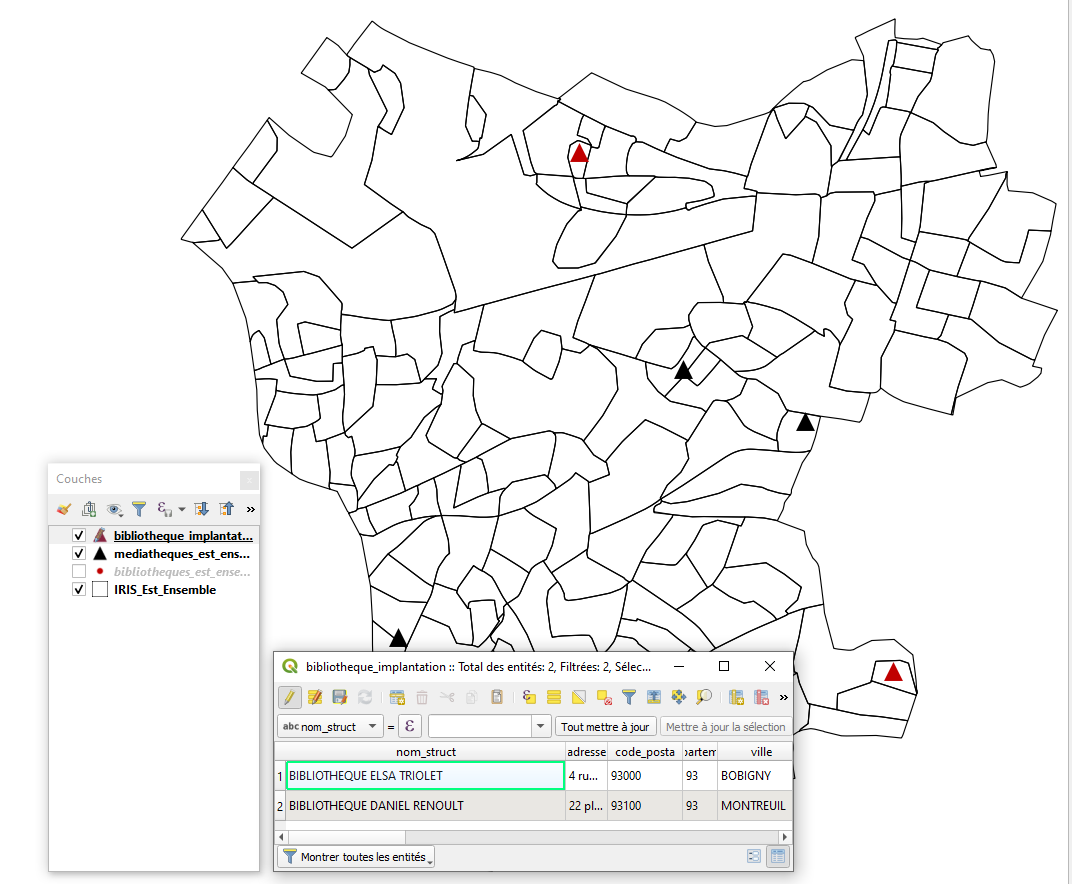 Couches
»
bibliotheque_implantat...
mediatheques_est_ens...
bibliotheques_est_ense...
IRIS_Est_Ensemble
bibliotheque_implantation :: Total des entités: 2, Filtrées: 2, Sélec...
»
abc nom_struct = ε Tout mettre à jour Mettre à jour la sélection
nom_struct adresse code_posta partem ville
1 BIBLIOTHEQUE ELSA TRIOLET 4 ru... 93000 93 BOBIGNY
2 BIBLIOTHEQUE DANIEL RENOULT 22 pl... 93100 93 MONTREUIL
Montrer toutes les entités